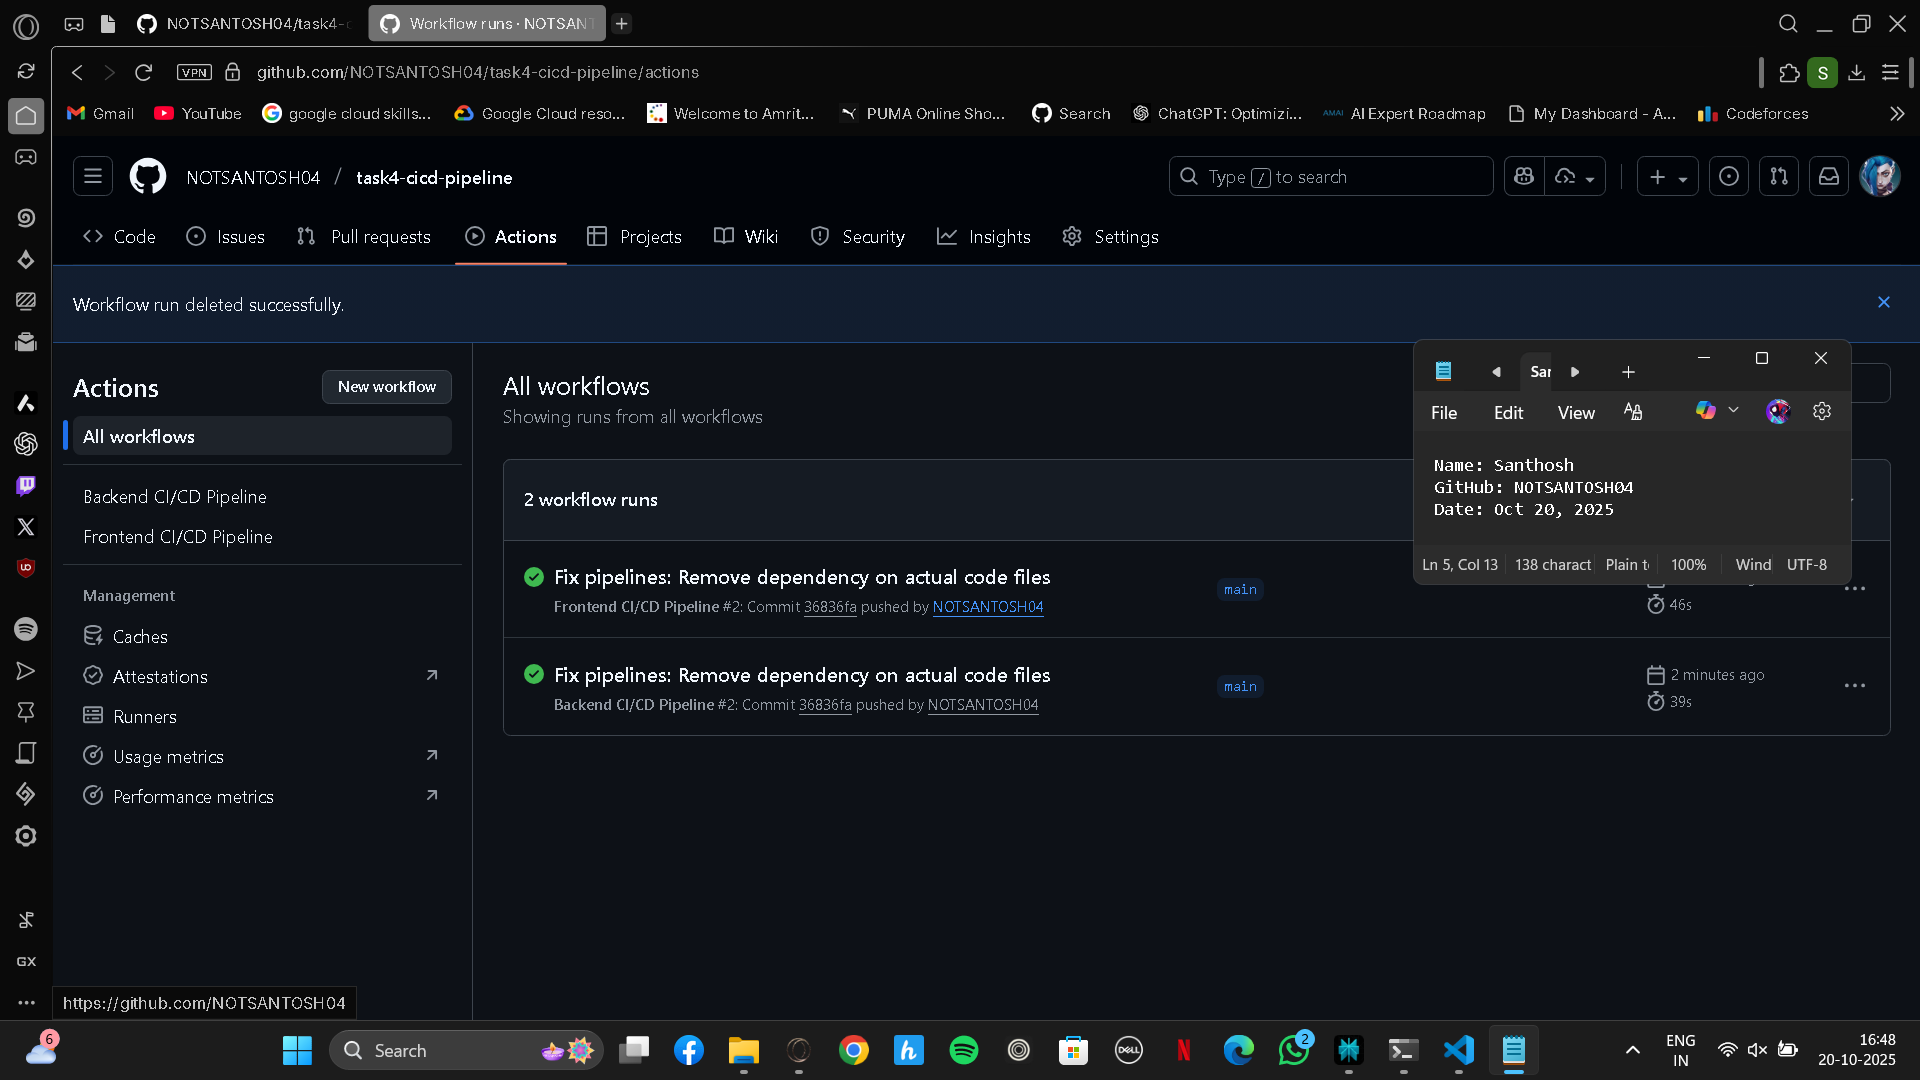 NOTSANTOSH04/task4-c
Workflow runs · NOTSANT
VPN
github.com/NOTSANTOSH04/task4-cicd-pipeline/actions
S
Gmail
YouTube
google cloud skills...
Google Cloud reso...
Welcome to Amrit...
PUMA Online Sho...
Search
ChatGPT: Optimizi...
AMAI
AI Expert Roadmap
My Dashboard - A...
Codeforces
NOTSANTOSH04 / task4-cicd-pipeline
Type / to search
Code
Issues
Pull requests
Actions
Projects
Wiki
Security
Insights
Settings
Workflow run deleted successfully.
Actions
New workflow
All workflows
Backend CI/CD Pipeline
Frontend CI/CD Pipeline
Management
Caches
Attestations
Runners
Usage metrics
Performance metrics
All workflows
Showing runs from all workflows
2 workflow runs
Fix pipelines: Remove dependency on actual code files
Frontend CI/CD Pipeline #2: Commit 36836fa pushed by NOTSANTOSH04
main
46s
Fix pipelines: Remove dependency on actual code files
Backend CI/CD Pipeline #2: Commit 36836fa pushed by NOTSANTOSH04
main
2 minutes ago
39s
San
File
Edit
View
Name: Santhosh
GitHub: NOTSANTOSH04
Date: Oct 20, 2025
Ln 5, Col 13
138 charact
Plain t
100%
Wind
UTF-8
GX
https://github.com/NOTSANTOSH04
6
Search
DELL
2
ENG
IN
16:48
20-10-2025